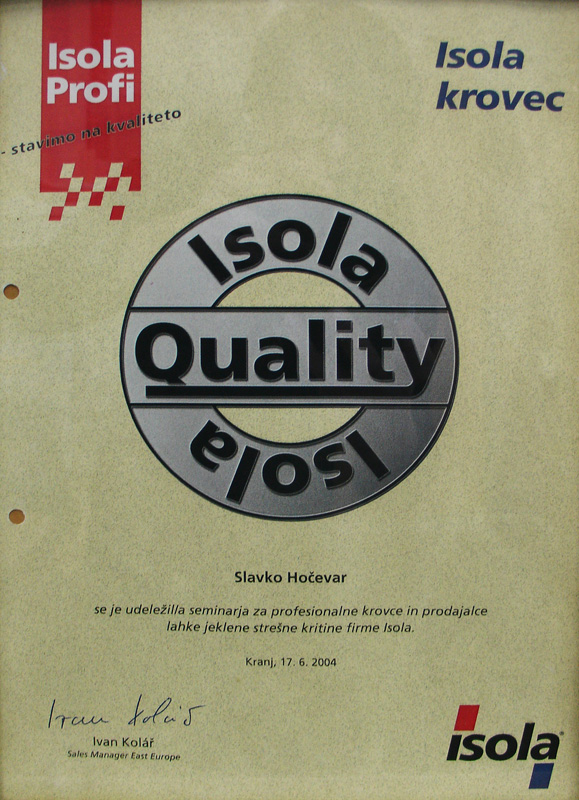 Isola
Profi
- stavimo na kvaliteto
Isola
krovec
Isola
Quality
Isola
Slavko Hočevar
se je udeležil/a seminarja za profesionalne krovce in prodajalce
lahke jeklene strešne kritine firme Isola.
Kranj, 17. 6. 2004
Ivan Kolář
Ivan Kolář
Sales Manager East Europe
isola®